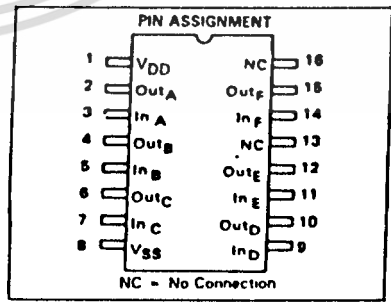 PIN ASSIGNMENT
1 VDD NC 16
2 OutA OutF 15
3 InA InF 14
4 OutB NC 13
5 InB OutE 12
6 OutC InE 11
7 InC OutD 10
8 VSS InD 9
NC = No Connection